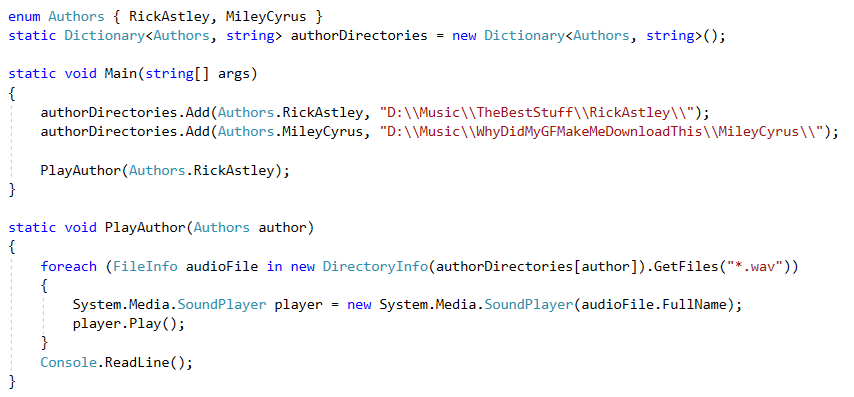 enum Authors { RickAstley, MileyCyrus }
static Dictionary<Authors, string> authorDirectories = new Dictionary<Authors, string>();

static void Main(string[] args)
{
    authorDirectories.Add(Authors.RickAstley, "D:\\Music\\TheBestStuff\\RickAstley\\");
    authorDirectories.Add(Authors.MileyCyrus, "D:\\Music\\WhyDidMyGFMakeMeDownloadThis\\MileyCyrus\\");

    PlayAuthor(Authors.RickAstley);
}

static void PlayAuthor(Authors author)
{
    foreach (FileInfo audioFile in new DirectoryInfo(authorDirectories[author]).GetFiles("*.wav"))
    {
        System.Media.SoundPlayer player = new System.Media.SoundPlayer(audioFile.FullName);
        player.Play();
    }
    Console.ReadLine();
}